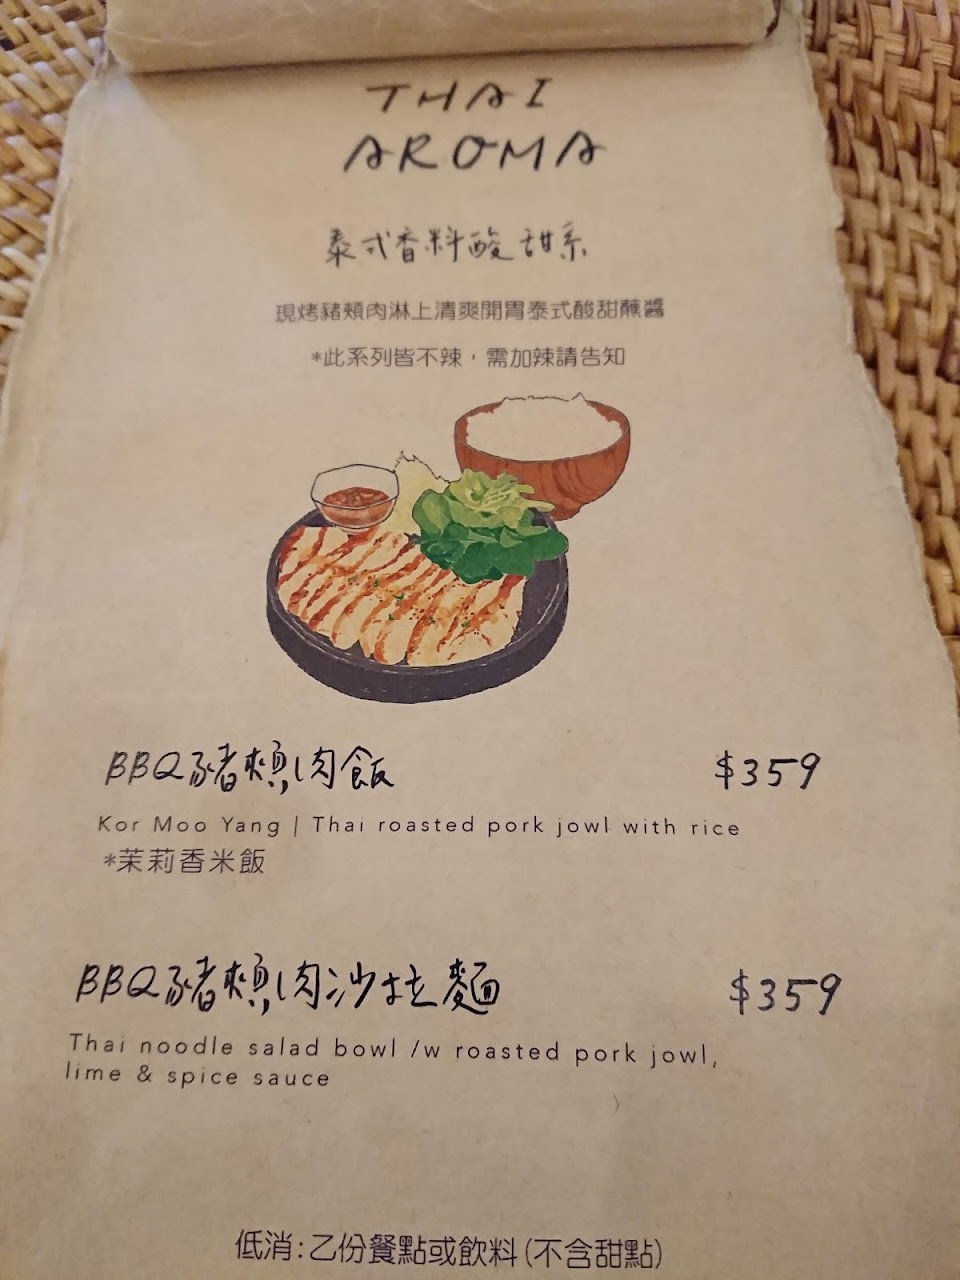 THAI
AROMA
泰式香料酸甜系
現烤豬頰肉淋上清爽開胃泰式酸甜蘸醬
*此系列皆不辣，需加辣請告知
BBQ豬頰肉飯 $359
Kor Moo Yang | Thai roasted pork jowl with rice
*茉莉香米飯
BBQ豬頰肉沙拉麵 $359
Thai noodle salad bowl /w roasted pork jowl,
lime & spice sauce
低消:乙份餐點或飲料(不含甜點)